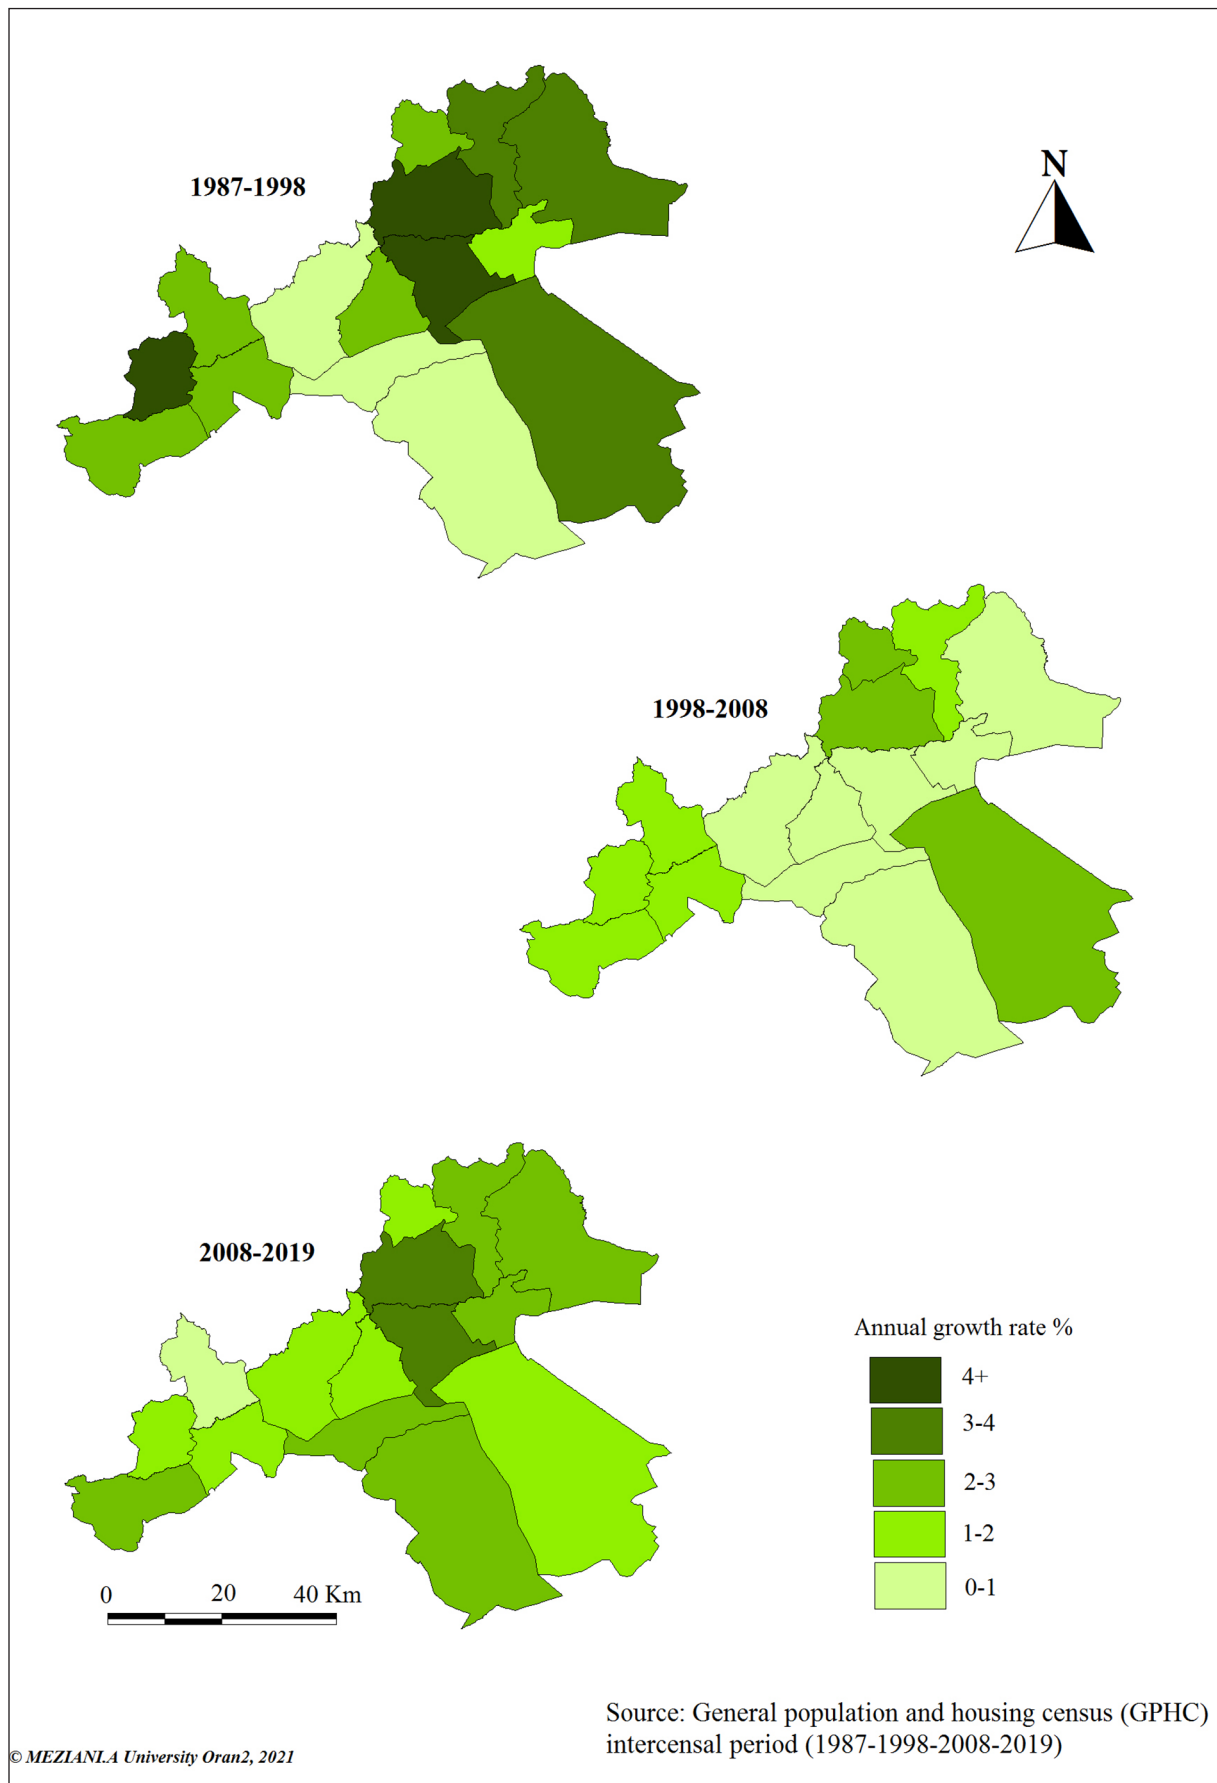 1987-1998
N
1998-2008
2008-2019
Annual growth rate %
4+
3-4
2-3
1-2
0-1
0 20 40 Km
Source: General population and housing census (GPHC)
intercensal period (1987-1998-2008-2019)
© MEZIANI.A University Oran2, 2021